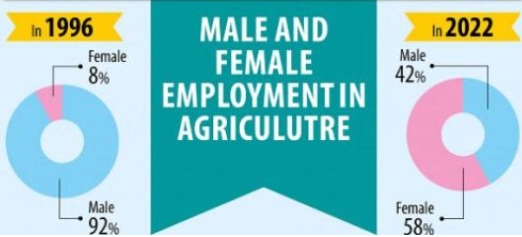 In 1996
Female
8%
Male
92%
MALE AND
FEMALE
EMPLOYMENT IN
AGRICULUTRE
In 2022
Male
42%
Female
58%